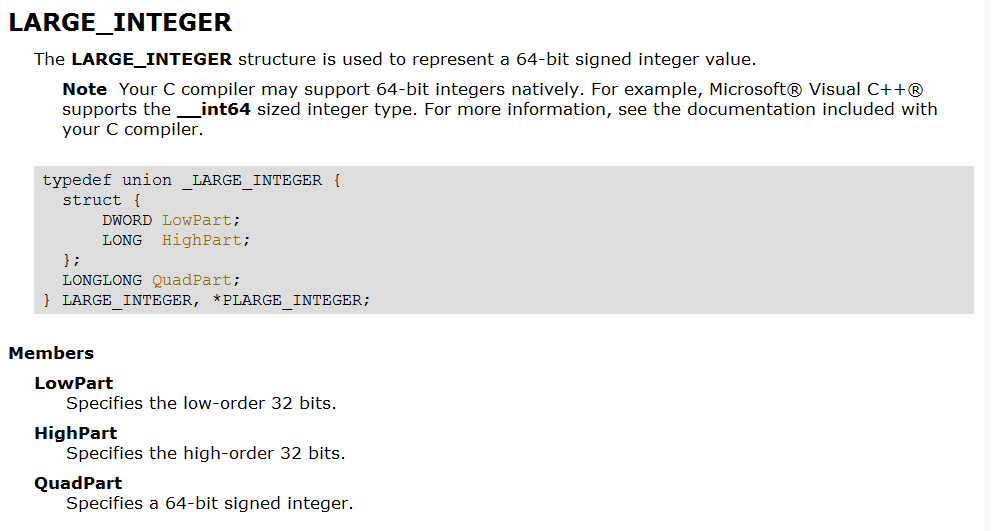 LARGE_INTEGER
The LARGE_INTEGER structure is used to represent a 64-bit signed integer value.
Note  Your C compiler may support 64-bit integers natively. For example, Microsoft® Visual C++®
supports the __int64 sized integer type. For more information, see the documentation included with
your C compiler.
typedef union _LARGE_INTEGER {
  struct {
      DWORD LowPart;
      LONG  HighPart;
  };
  LONGLONG QuadPart;
} LARGE_INTEGER, *PLARGE_INTEGER;
Members
LowPart
Specifies the low-order 32 bits.
HighPart
Specifies the high-order 32 bits.
QuadPart
Specifies a 64-bit signed integer.